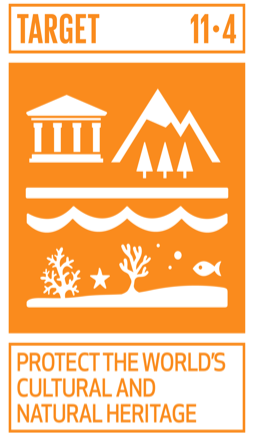 TARGET 11·4
PROTECT THE WORLD'S
CULTURAL AND
NATURAL HERITAGE